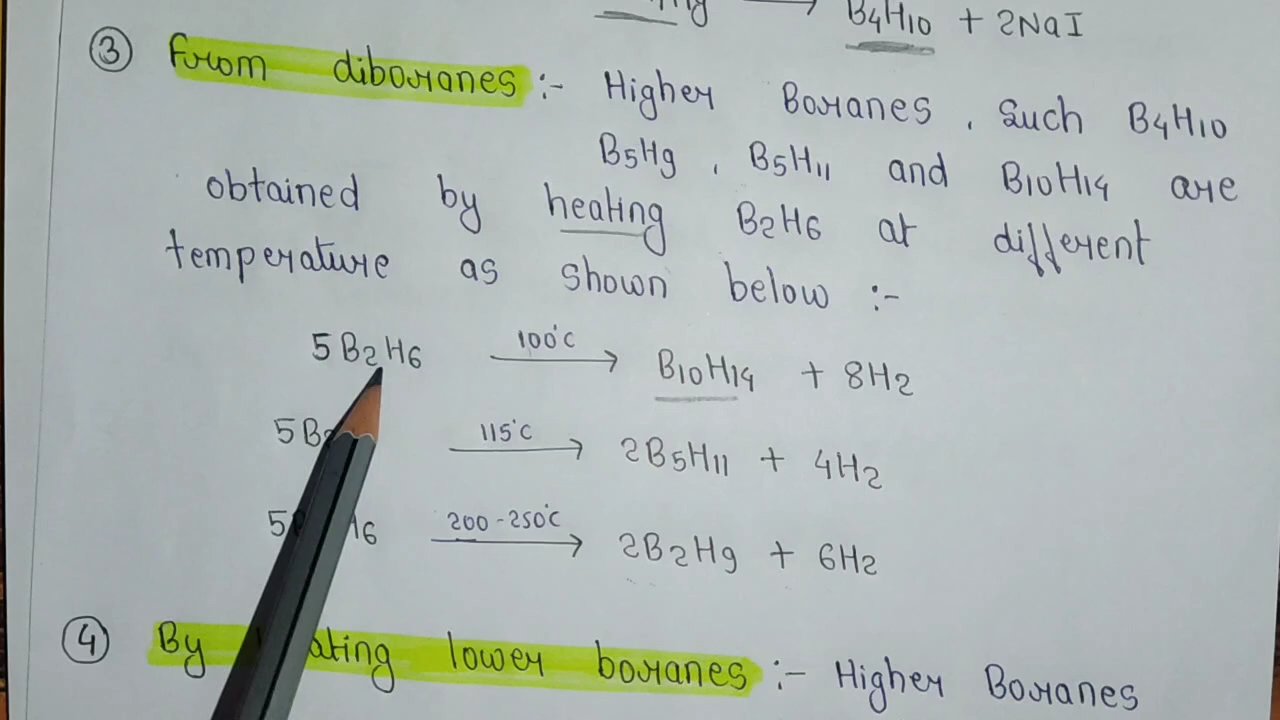 B4H10 + 2NaI
③ From diboranes :- Higher Boranes, Such B4H10
B5H9, B5H11 and B10H14 are
obtained by heating B2H6 at different
temperature as shown below :-
5B2H6 100°C → B10H14 + 8H2
115°C → 2B5H11 + 4H2
200-250°C → 2B2H9 + 6H2
④ By lower boranes :- Higher Boranes